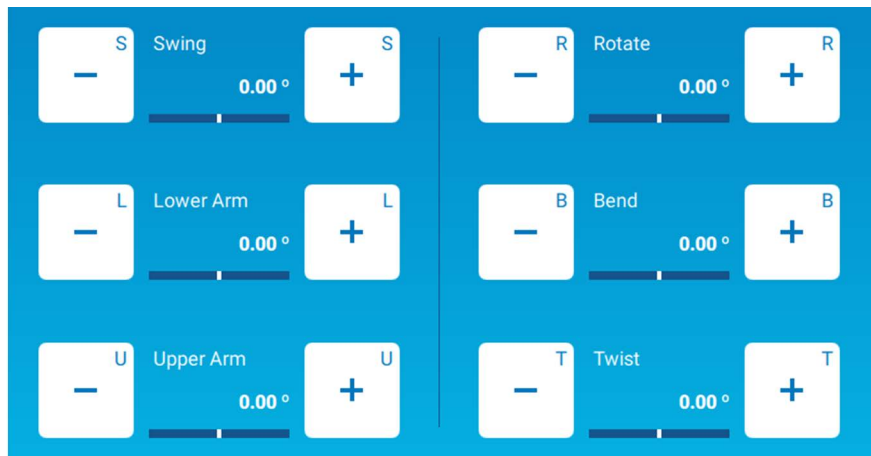 S Swing S R Rotate R
− 0.00 º + − 0.00 º +
L Lower Arm L B Bend B
− 0.00 º + − 0.00 º +
U Upper Arm U T Twist T
− 0.00 º + − 0.00 º +